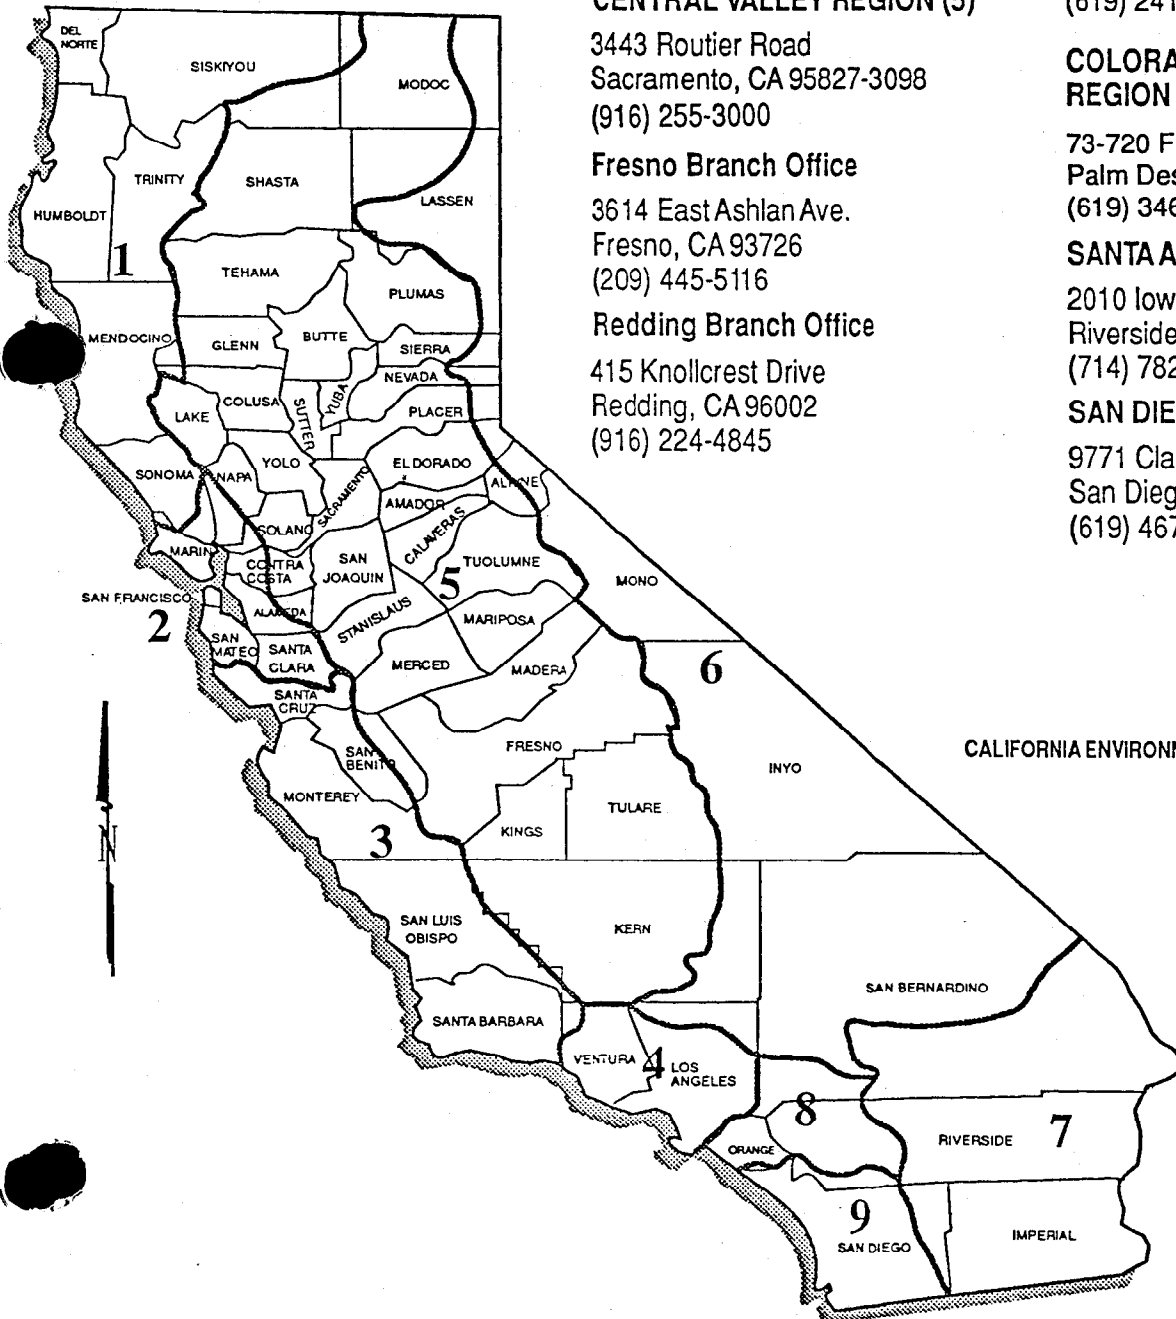 CENTRAL VALLEY REGION (5)
3443 Routier Road
Sacramento, CA 95827-3098
(916) 255-3000
Fresno Branch Office
3614 East Ashlan Ave.
Fresno, CA 93726
(209) 445-5116
Redding Branch Office
415 Knollcrest Drive
Redding, CA 96002
(916) 224-4845
(619) 241
COLORA
REGION
73-720 F
Palm Des
(619) 346
SANTA A
2010 Iow
Riverside
(714) 782
SAN DIE
9771 Cla
San Dieg
(619) 467
CALIFORNIA ENVIRON
DEL
NORTE
SISKIYOU
MODOC
TRINITY
SHASTA
LASSEN
HUMBOLDT
1
TEHAMA
PLUMAS
MENDOCINO
GLENN
BUTTE
SIERRA
NEVADA
COLUSA
SUTTER
YUBA
PLACER
LAKE
SONOMA
NAPA
YOLO
SACRAMENTO
EL DORADO
ALPINE
AMADOR
SOLANO
CALAVERAS
MARIN
CONTRA
COSTA
SAN
JOAQUIN
5
TUOLUMNE
MONO
SAN FRANCISCO
2
ALAMEDA
STANISLAUS
MARIPOSA
SAN
MATEO
SANTA
CLARA
MERCED
MADERA
6
SANTA
CRUZ
SAN
BENITO
FRESNO
INYO
MONTEREY
TULARE
KINGS
3
N
SAN LUIS
OBISPO
KERN
SAN BERNARDINO
SANTA BARBARA
VENTURA
4
LOS
ANGELES
8
ORANGE
RIVERSIDE
7
9
SAN DIEGO
IMPERIAL